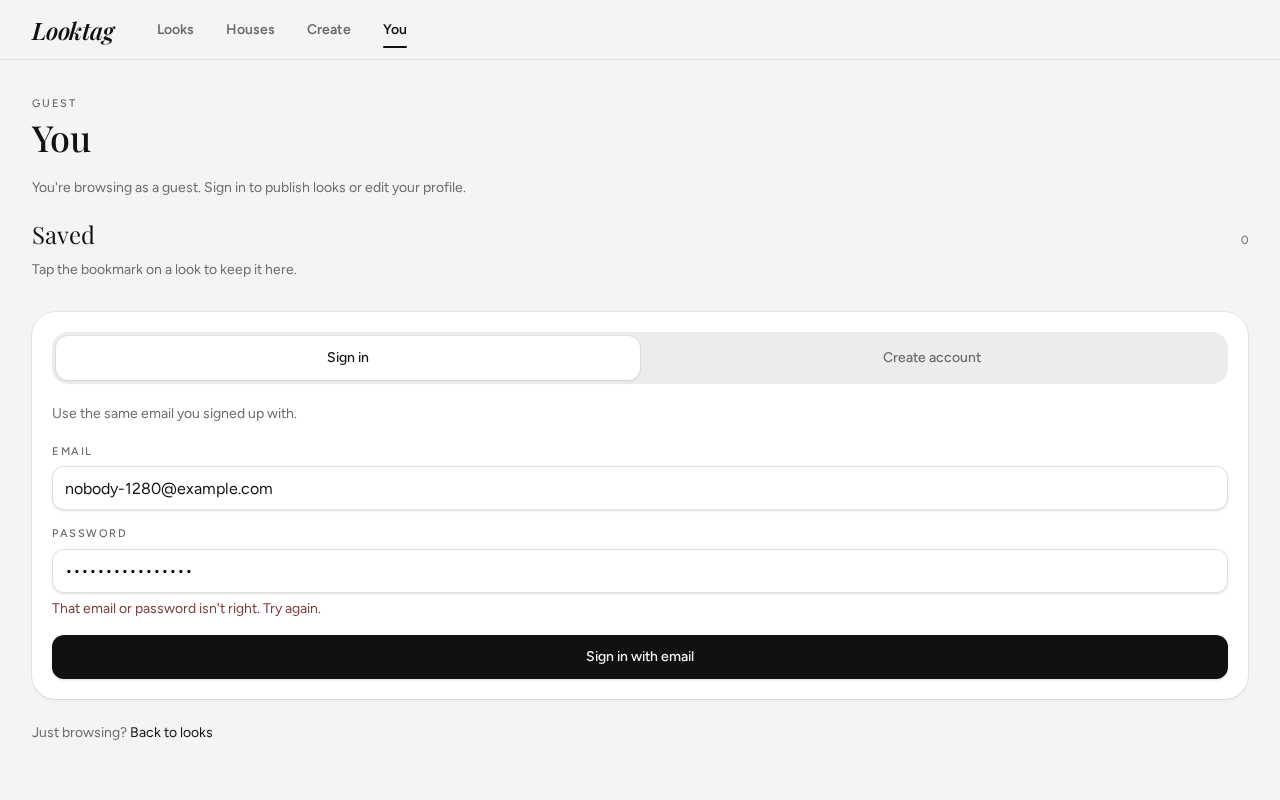 Looktag
Looks
Houses
Create
You
GUEST
You
You're browsing as a guest. Sign in to publish looks or edit your profile.
Saved
0
Tap the bookmark on a look to keep it here.
Sign in
Create account
Use the same email you signed up with.
EMAIL
nobody-1280@example.com
PASSWORD
••••••••••••••••
That email or password isn't right. Try again.
Sign in with email
Just browsing? Back to looks